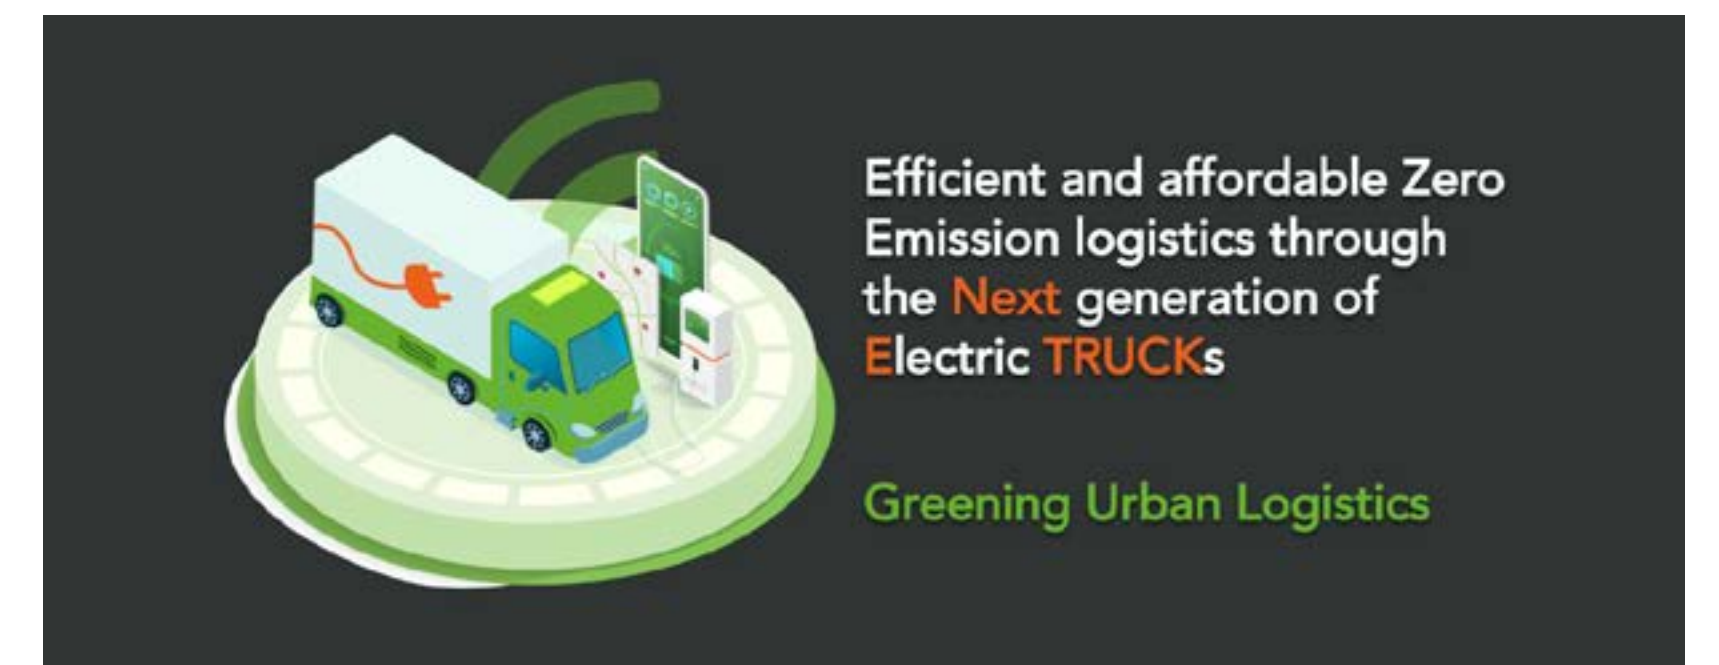 Efficient and affordable Zero
Emission logistics through
the Next generation of
Electric TRUCKs
Greening Urban Logistics